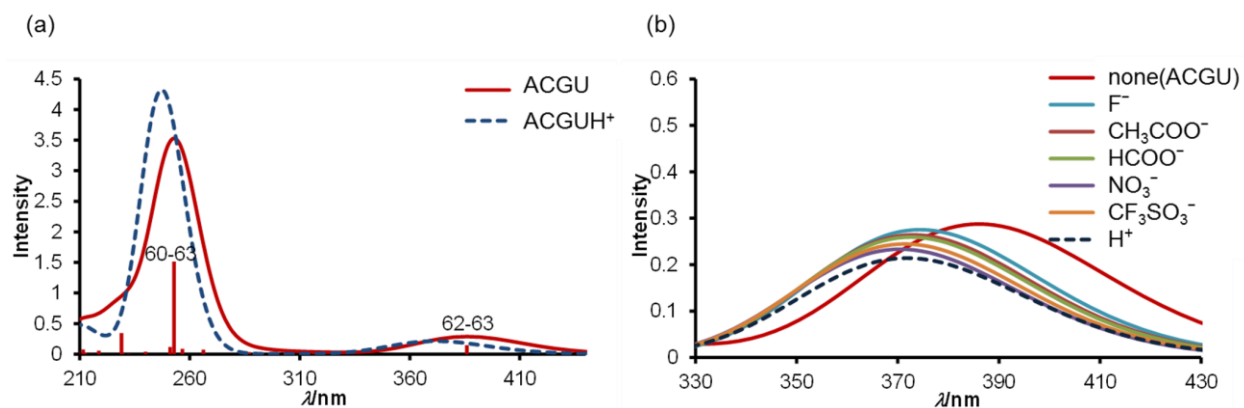 (a)
4.5
4
3.5
3
2.5
2
1.5
1
0.5
0
Intensity
210 260 310 360 410
λ/nm
60-63
62-63
ACGU
ACGUH⁺
(b)
0.6
0.5
0.4
0.3
0.2
0.1
0
Intensity
330 350 370 390 410 430
λ/nm
none(ACGU)
F⁻
CH₃COO⁻
HCOO⁻
NO₃⁻
CF₃SO₃⁻
H⁺